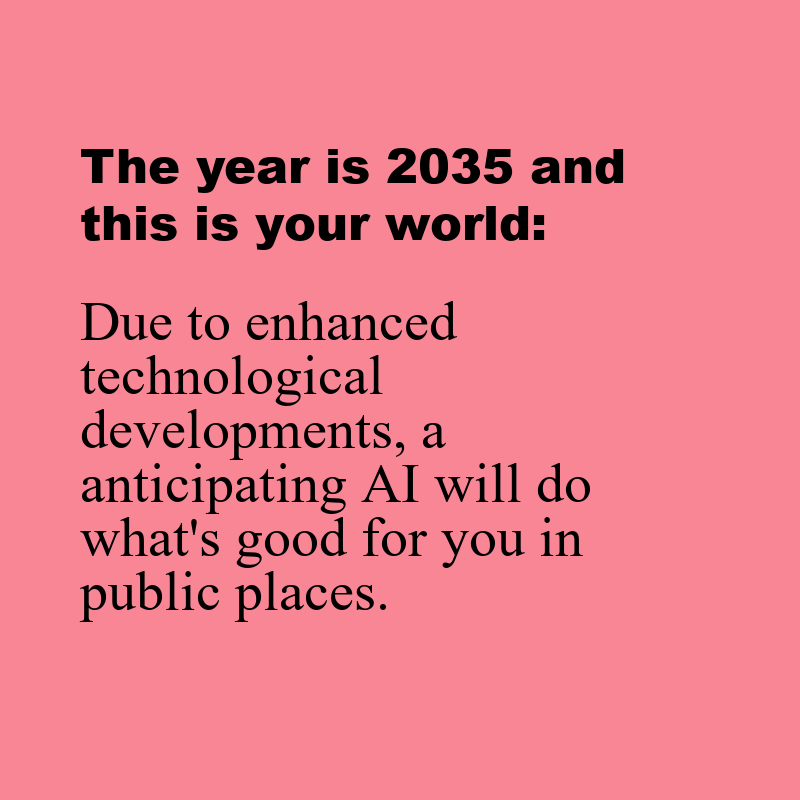 The year is 2035 and
this is your world:
Due to enhanced
technological
developments, a
anticipating AI will do
what's good for you in
public places.